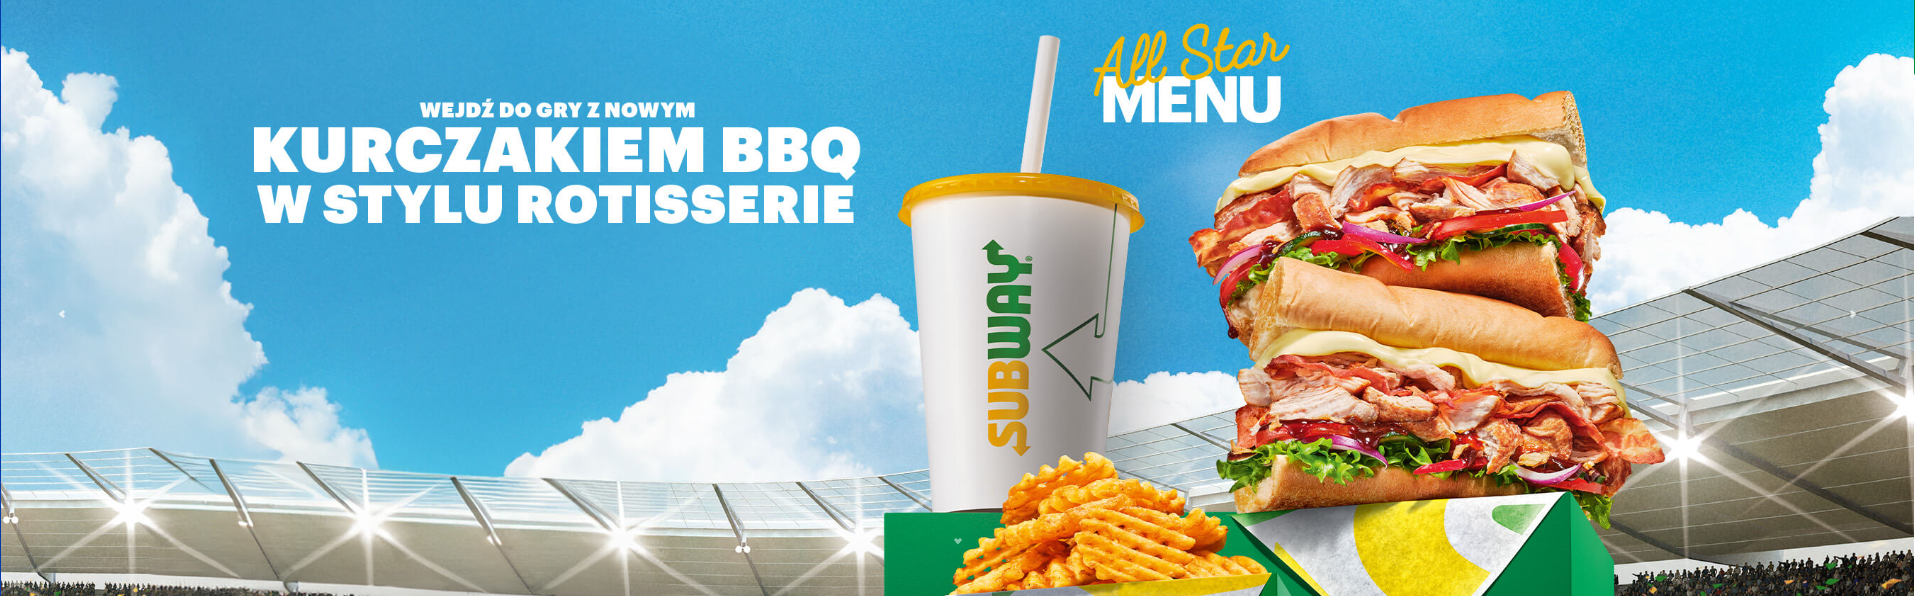 WEJDŹ DO GRY Z NOWYM
KURCZAKIEM BBQ
W STYLU ROTISSERIE
All Star
MENU
SUBWAY®